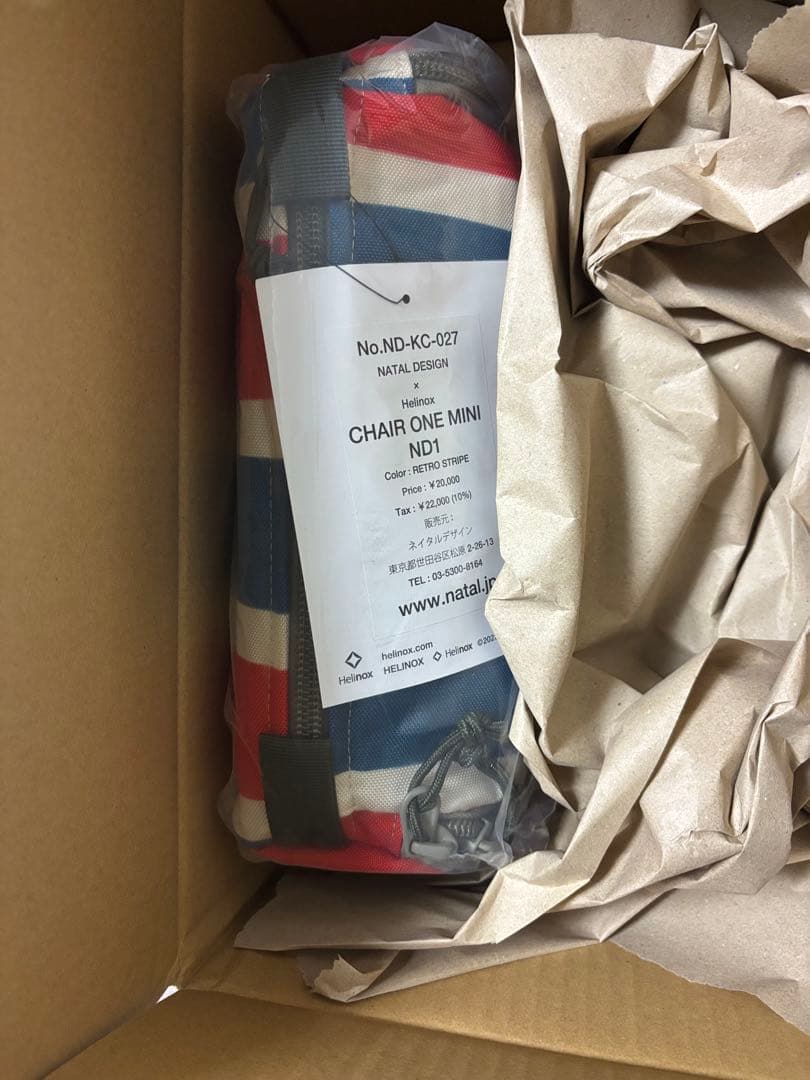 No.ND-KC-027
NATAL DESIGN
x
Helinox
CHAIR ONE MINI
ND1
Color : RETRO STRIPE
Price : ¥20,000
Tax : ¥22,000 (10%)
販売元 :
ネイタルデザイン
東京都世田谷区松原 2-26-13
TEL : 03-5300-8164
www.natal.jp
helinox.com
Helinox HELINOX Helinox ©202